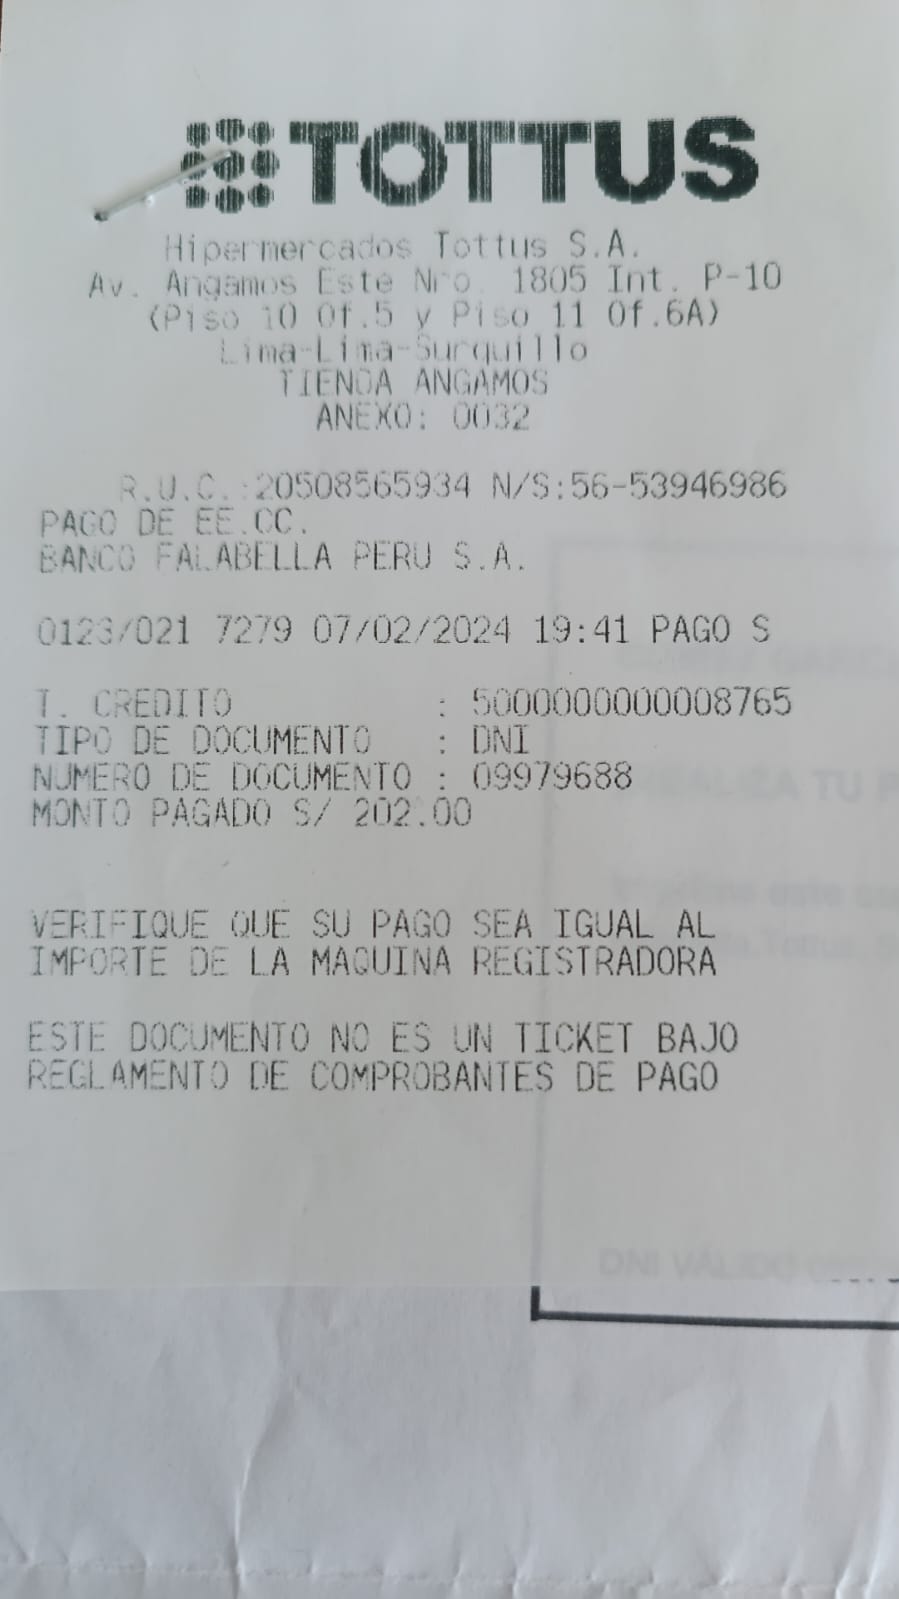 TOTTUS
Hipermercados Tottus S.A.
Av. Angamos Este Nro. 1805 Int. P-10
(Piso 10 Of.5 y Piso 11 Of.6A)
Lima-Lima-Surquillo
TIENDA ANGAMOS
ANEXO: 0032
R.U.C.:20508565934 N/S:56-53946986
PAGO DE EE.CC.
BANCO FALABELLA PERU S.A.
0123/021 7279 07/02/2024 19:41 PAGO S
T. CREDITO : 5000000000008765
TIPO DE DOCUMENTO : DNI
NUMERO DE DOCUMENTO : 09979688
MONTO PAGADO S/ 202.00
VERIFIQUE QUE SU PAGO SEA IGUAL AL
IMPORTE DE LA MAQUINA REGISTRADORA
ESTE DOCUMENTO NO ES UN TICKET BAJO
REGLAMENTO DE COMPROBANTES DE PAGO
REALIZA TU
DNI VÁLIDO